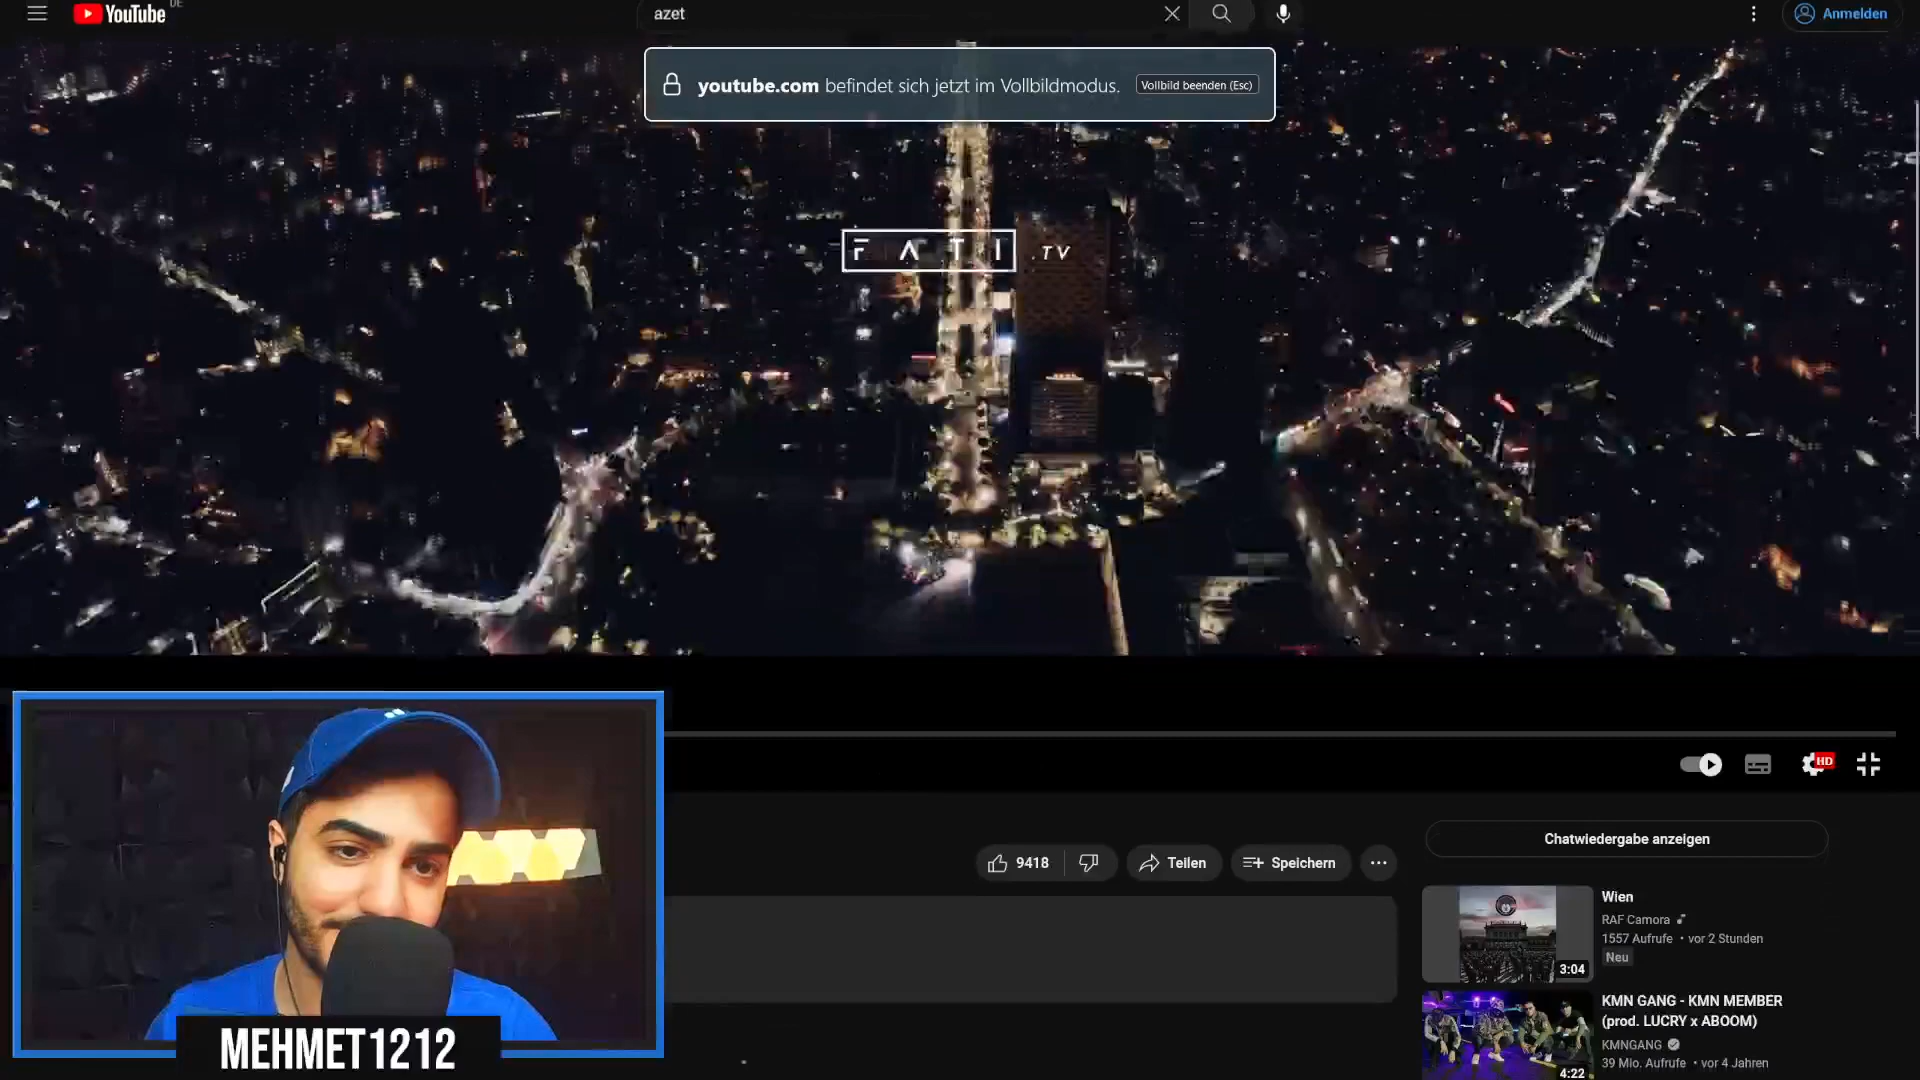 YouTube
DE
azet
Anmelden
youtube.com befindet sich jetzt im Vollbildmodus.
Vollbild beenden (Esc)
FATI
.TV
HD
9418
Teilen
Speichern
Chatwiedergabe anzeigen
Wien
RAF Camora
1557 Aufrufe • vor 2 Stunden
Neu
3:04
KMN GANG - KMN MEMBER
(prod. LUCRY x ABOOM)
KMNGANG
39 Mio. Aufrufe • vor 4 Jahren
4:22
MEHMET1212